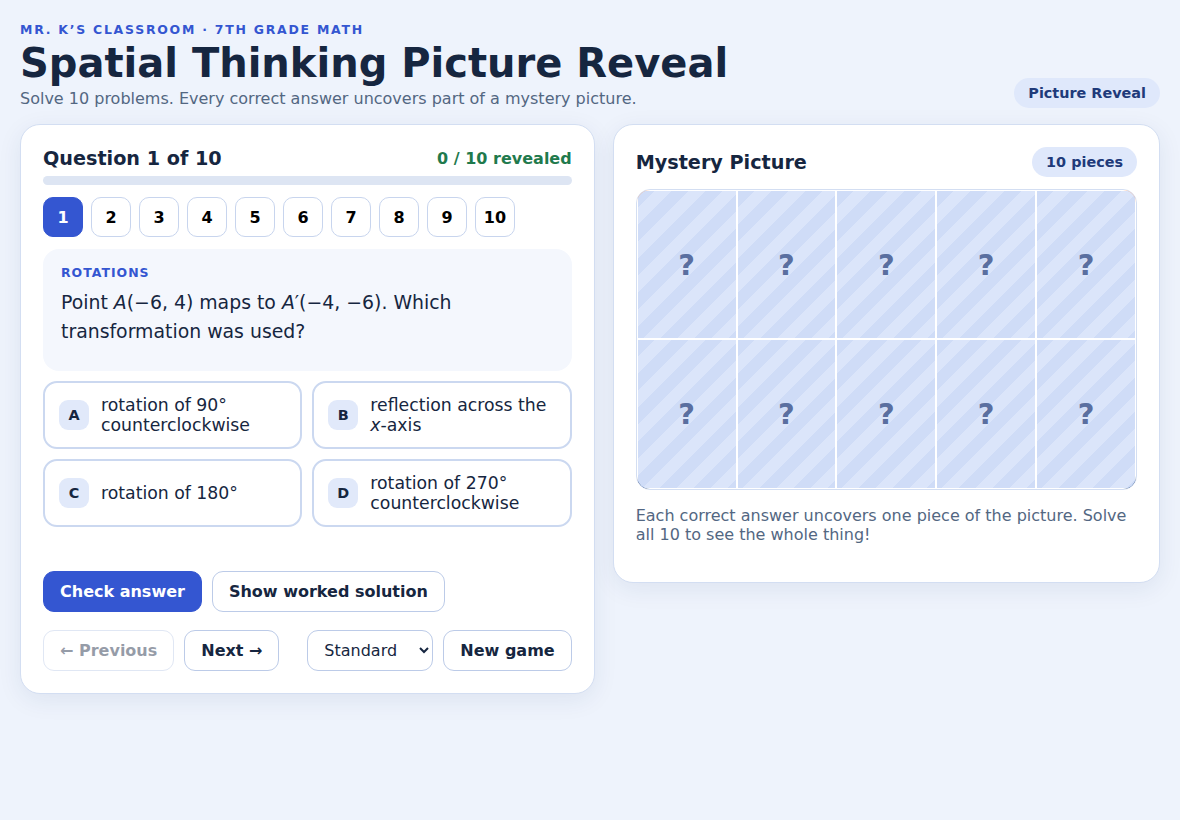 MR. K’S CLASSROOM · 7TH GRADE MATH
Spatial Thinking Picture Reveal
Solve 10 problems. Every correct answer uncovers part of a mystery picture.
Picture Reveal
Question 1 of 10
0 / 10 revealed
1 2 3 4 5 6 7 8 9 10
ROTATIONS
Point A(−6, 4) maps to A′(−4, −6). Which
transformation was used?
A rotation of 90°
counterclockwise
B reflection across the
x-axis
C rotation of 180°
D rotation of 270°
counterclockwise
Check answer
Show worked solution
← Previous
Next →
Standard
New game
Mystery Picture
10 pieces
? ? ? ? ?
? ? ? ? ?
Each correct answer uncovers one piece of the picture. Solve
all 10 to see the whole thing!